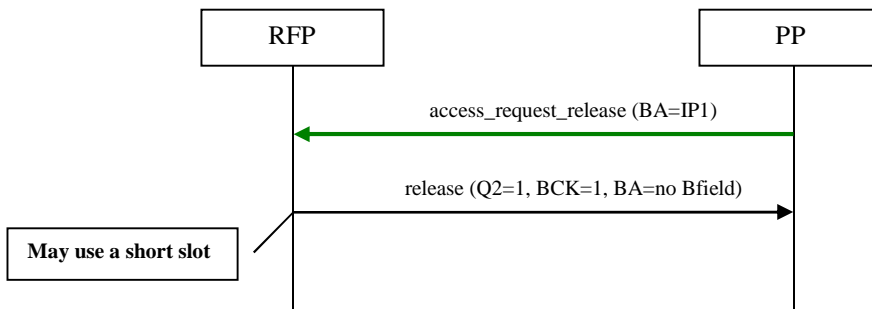 RFP
PP
access_request_release (BA=IP1)
release (Q2=1, BCK=1, BA=no Bfield)
May use a short slot